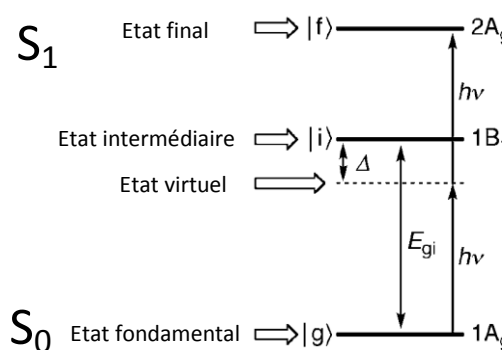 S1
Etat final |f⟩ 2Ag
hν
Etat intermédiaire |i⟩ 1B
Δ
Etat virtuel
Egi
hν
S0
Etat fondamental |g⟩ 1Ag